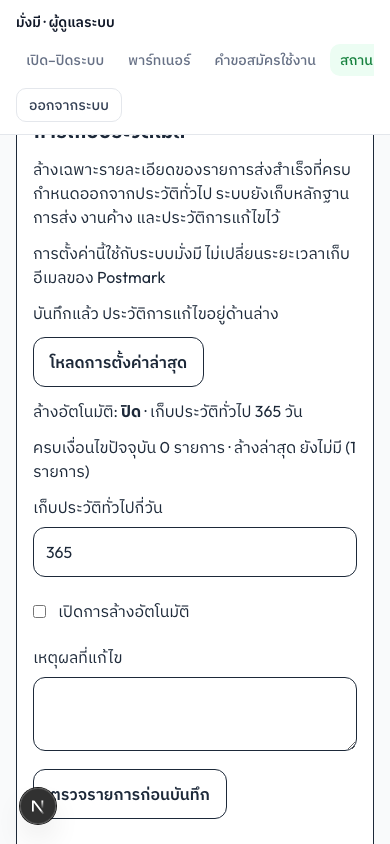 มั่งมี · ผู้ดูแลระบบ
เปิด-ปิดระบบ พาร์ทเนอร์ คำขอสมัครใช้งาน สถาน
ออกจากระบบ
ล้างเฉพาะรายละเอียดของรายการส่งสำเร็จที่ครบ
กำหนดออกจากประวัติทั่วไป ระบบยังเก็บหลักฐาน
การส่ง งานค้าง และประวัติการแก้ไขไว้
การตั้งค่านี้ใช้กับระบบมั่งมี ไม่เปลี่ยนระยะเวลาเก็บ
อีเมลของ Postmark
บันทึกแล้ว ประวัติการแก้ไขอยู่ด้านล่าง
โหลดการตั้งค่าล่าสุด
ล้างอัตโนมัติ: ปิด · เก็บประวัติทั่วไป 365 วัน
ครบเงื่อนไขปัจจุบัน 0 รายการ · ล้างล่าสุด ยังไม่มี (1
รายการ)
เก็บประวัติทั่วไปกี่วัน
365
เปิดการล้างอัตโนมัติ
เหตุผลที่แก้ไข
ตรวจรายการก่อนบันทึก
N